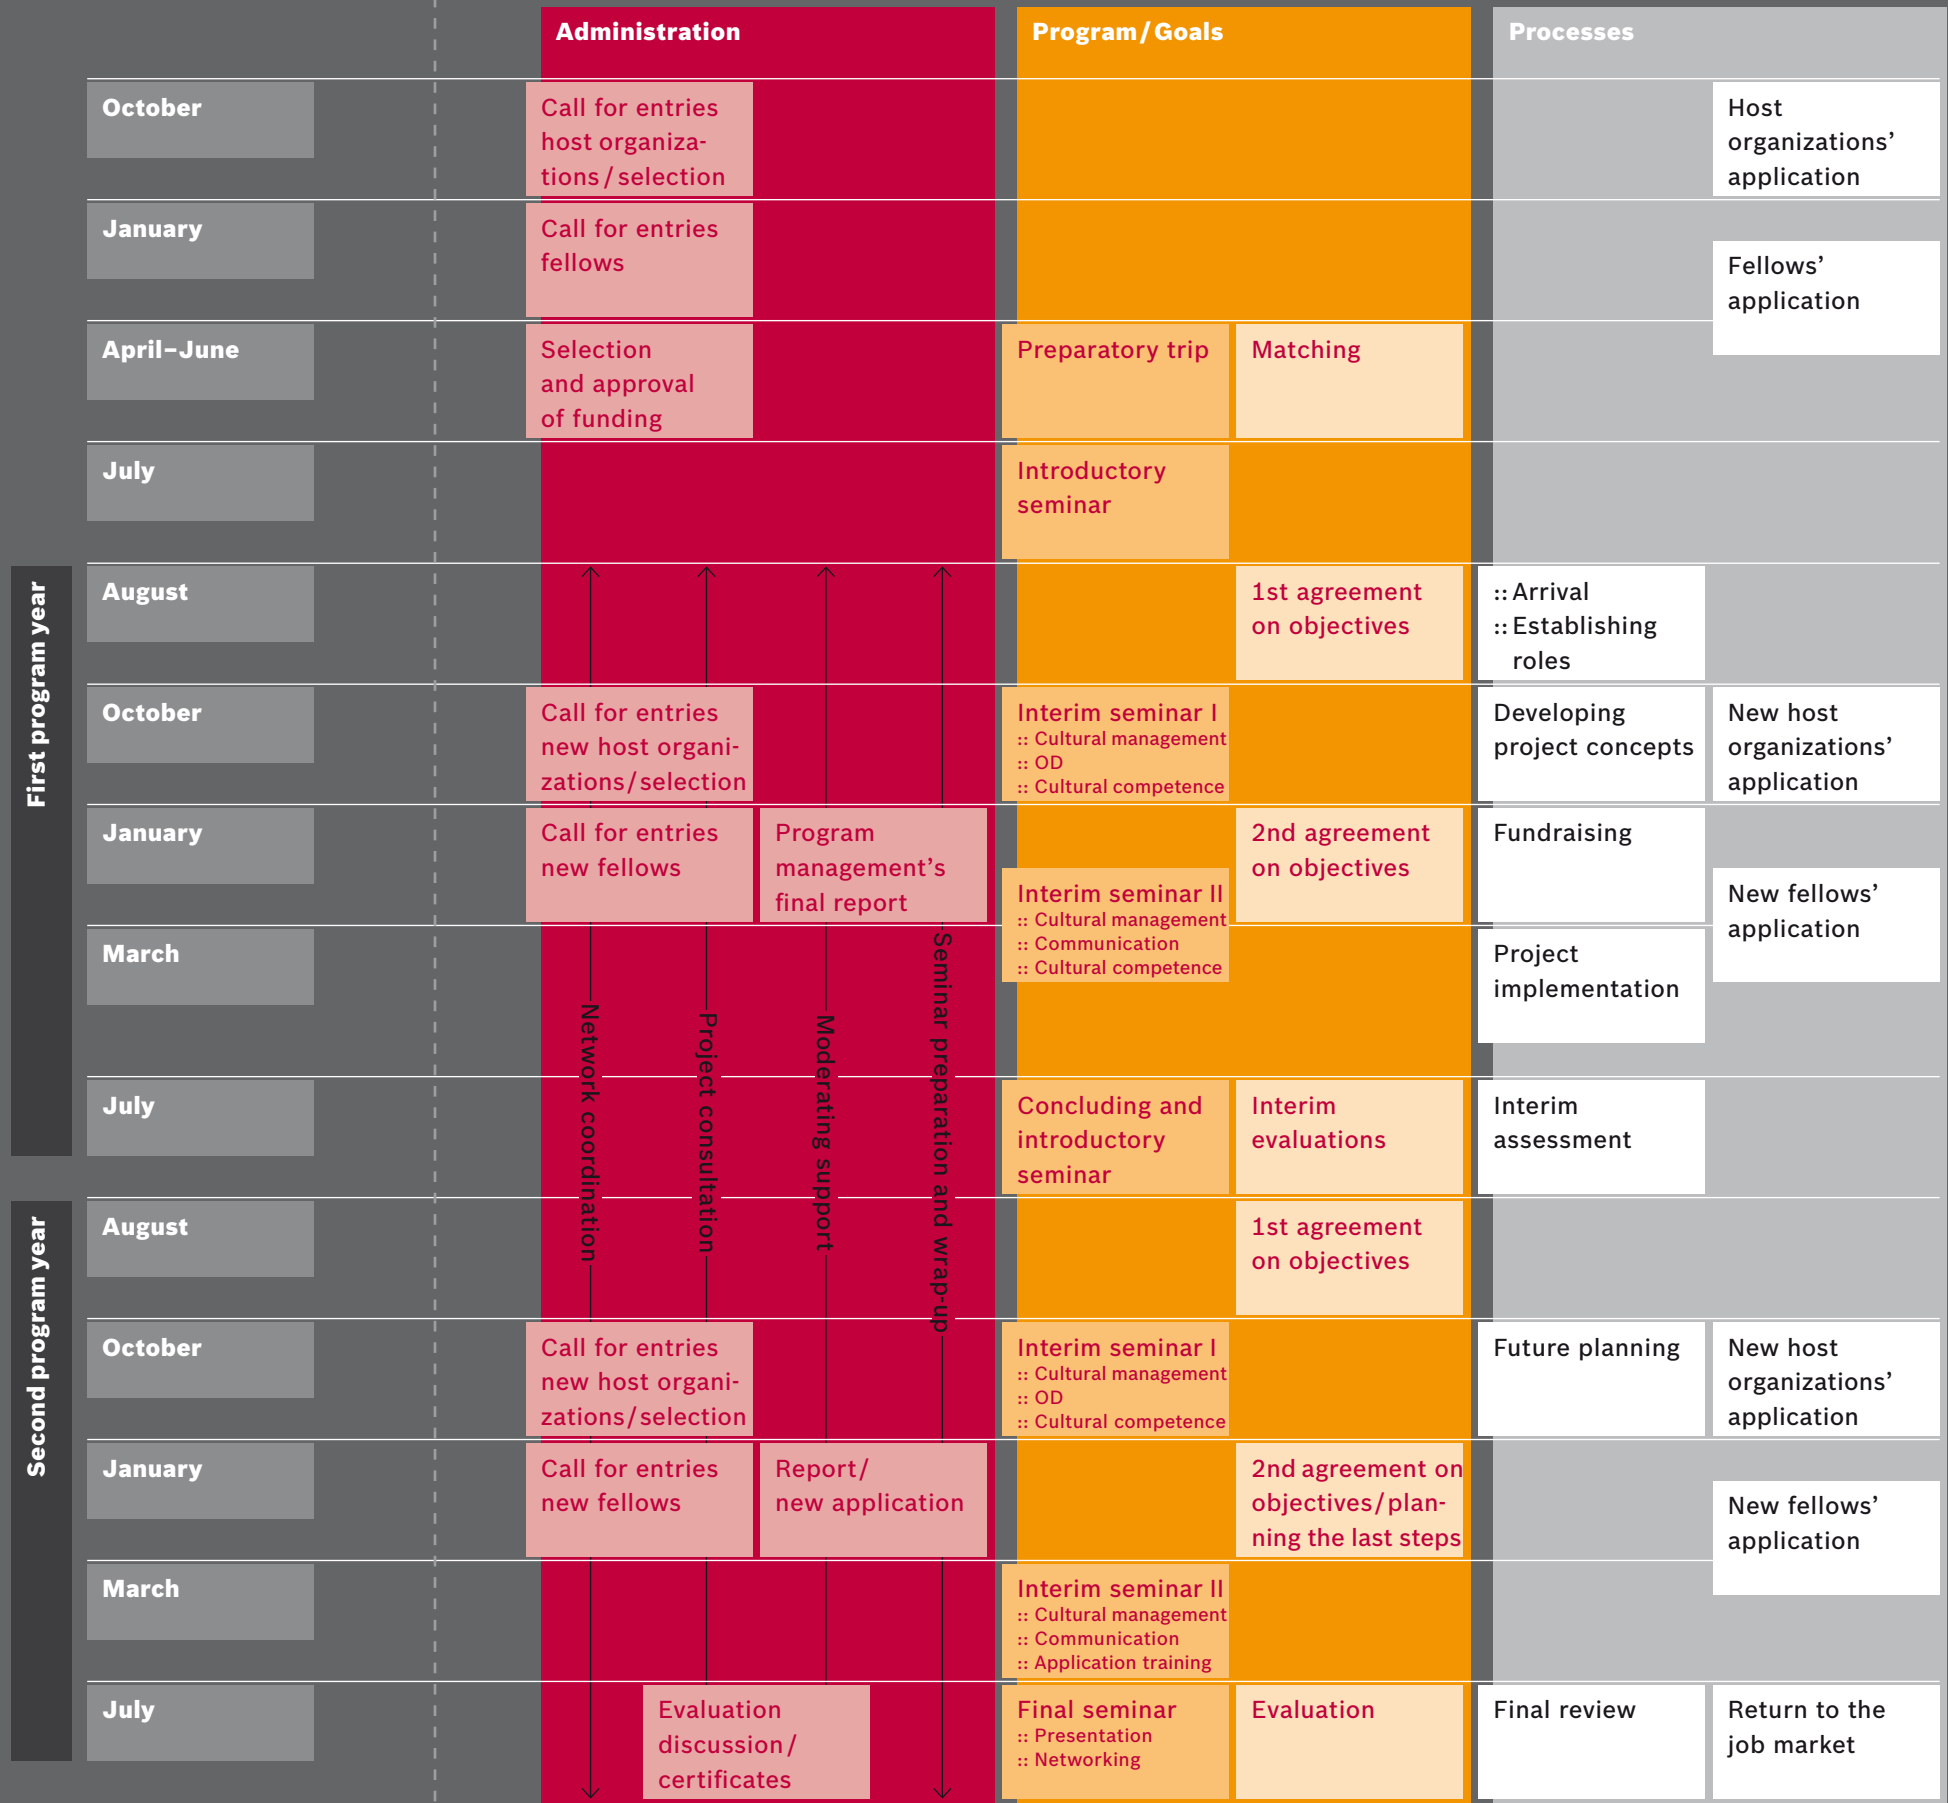 Administration
Program/Goals
Processes
October
Call for entries
host organiza-
tions/selection
Host
organizations’
application
January
Call for entries
fellows
Fellows’
application
April–June
Selection
and approval
of funding
Preparatory trip
Matching
July
Introductory
seminar
First program year
August
1st agreement
on objectives
:: Arrival
:: Establishing
roles
October
Call for entries
new host organi-
zations/selection
Interim seminar I
:: Cultural management
:: OD
:: Cultural competence
Developing
project concepts
New host
organizations’
application
January
Call for entries
new fellows
Program
management’s
final report
2nd agreement
on objectives
Fundraising
Interim seminar II
:: Cultural management
:: Communication
:: Cultural competence
New fellows’
application
March
Project
implementation
Network coordination
Project consultation
Moderating support
Seminar preparation and wrap-up
July
Concluding and
introductory
seminar
Interim
evaluations
Interim
assessment
Second program year
August
1st agreement
on objectives
October
Call for entries
new host organi-
zations/selection
Interim seminar I
:: Cultural management
:: OD
:: Cultural competence
Future planning
New host
organizations’
application
January
Call for entries
new fellows
Report/
new application
2nd agreement on
objectives/plan-
ning the last steps
New fellows’
application
March
Interim seminar II
:: Cultural management
:: Communication
:: Application training
July
Evaluation
discussion/
certificates
Final seminar
:: Presentation
:: Networking
Evaluation
Final review
Return to the
job market